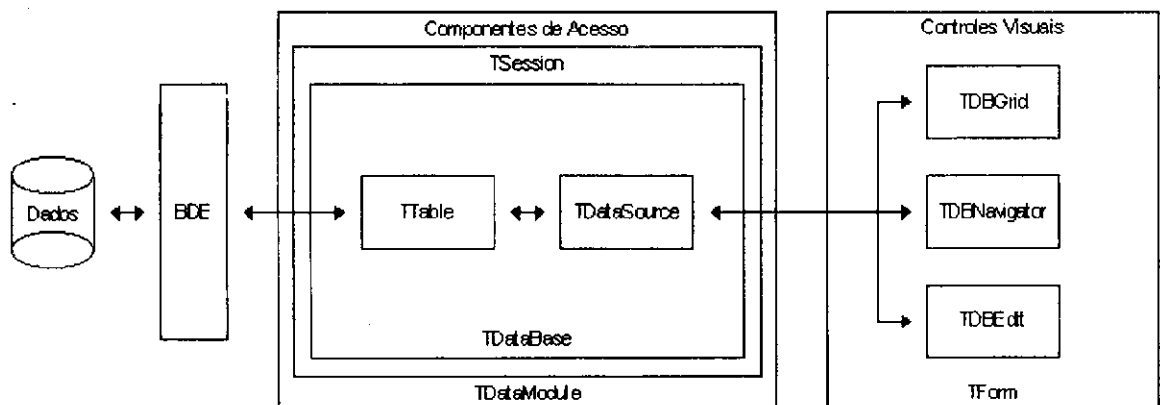 Componentes de Acesso
Controles Visuais
TSession
TDBGrid
Dados
BDE
TTable
TDataSource
TDBNavigator
TDBEdit
TDataBase
TDataModule
TForm